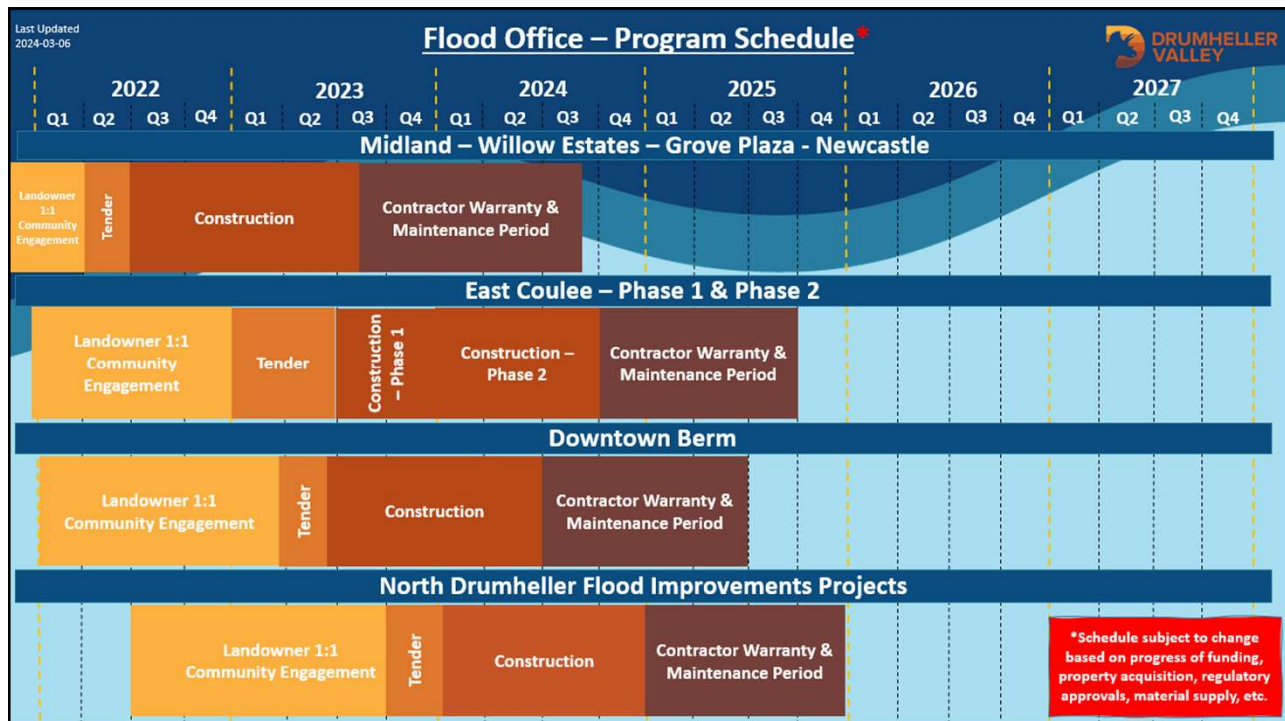 Last Updated
2024-03-06
Flood Office – Program Schedule*
DRUMHELLER
VALLEY
2022 2023 2024 2025 2026 2027
Q1 Q2 Q3 Q4 Q1 Q2 Q3 Q4 Q1 Q2 Q3 Q4 Q1 Q2 Q3 Q4 Q1 Q2 Q3 Q4 Q1 Q2 Q3 Q4
Midland – Willow Estates – Grove Plaza - Newcastle
Landowner
1:1
Community
Engagement
Tender
Construction
Contractor Warranty &
Maintenance Period
East Coulee – Phase 1 & Phase 2
Landowner 1:1
Community
Engagement
Tender
Construction
– Phase 1
Construction –
Phase 2
Contractor Warranty &
Maintenance Period
Downtown Berm
Landowner 1:1
Community Engagement
Tender
Construction
Contractor Warranty &
Maintenance Period
North Drumheller Flood Improvements Projects
Landowner 1:1
Community Engagement
Tender
Construction
Contractor Warranty &
Maintenance Period
*Schedule subject to change
based on progress of funding,
property acquisition, regulatory
approvals, material supply, etc.